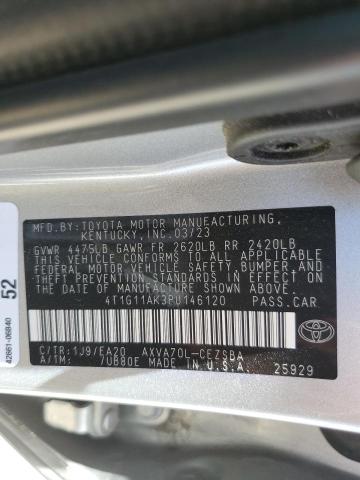 MFD.BY:TOYOTA MOTOR MANUFACTURING,
KENTUCKY, INC.03/23
GVWR 4475LB GAWR FR 2620LB RR 2420LB
THIS VEHICLE CONFORMS TO ALL APPLICABLE
FEDERAL MOTOR VEHICLE SAFETY, BUMPER,
AND THEFT PREVENTION STANDARDS IN EFFECT
ON THE DATE OF MANUFACTURE SHOWN ABOVE.
4T1G11AK3PU146120 PASS.CAR
C/TR:1J9/EA20 AXVA70L-CEZSBA
A/TM: /UB80E MADE IN U.S.A. 25929
TOYOTA
52
42661-06840